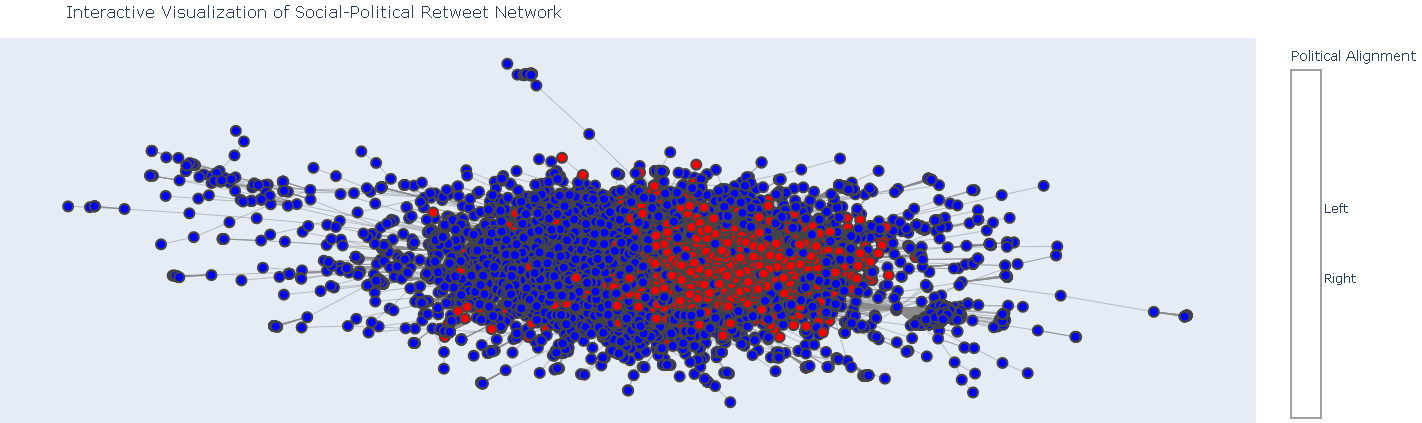 Interactive Visualization of Social-Political Retweet Network
Political Alignment
Left
Right